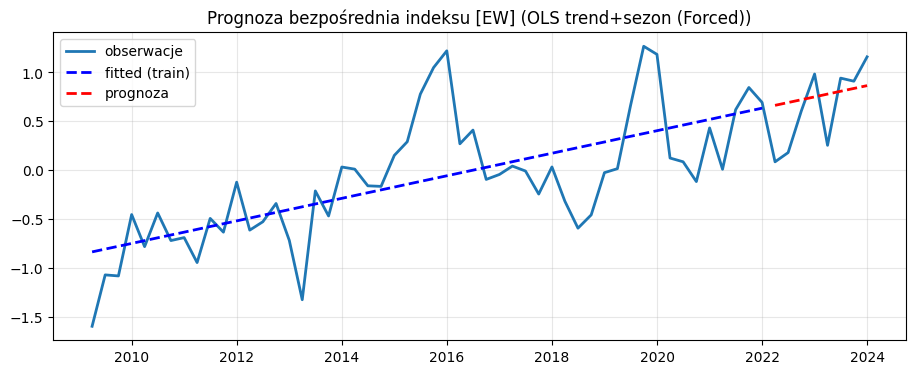 Prognoza bezpośrednia indeksu [EW] (OLS trend+sezon (Forced))
obserwacje
fitted (train)
prognoza
1.0
0.5
0.0
−0.5
−1.0
−1.5
2010 2012 2014 2016 2018 2020 2022 2024